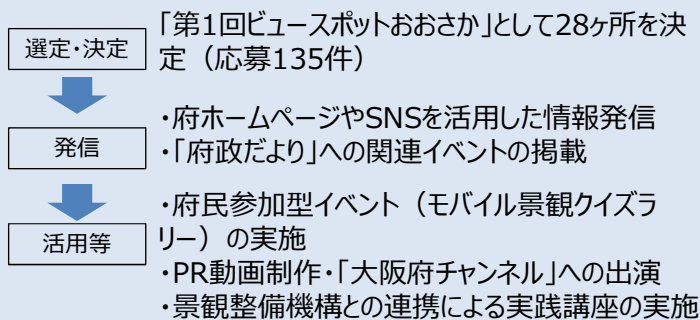 選定・決定
「第1回ビュースポットおおさか」として28ヶ所を決
定（応募135件）
発信
・府ホームページやSNSを活用した情報発信
・「府政だより」への関連イベントの掲載
活用等
・府民参加型イベント（モバイル景観クイズラ
リー）の実施
・PR動画制作・「大阪府チャンネル」への出演
・景観整備機構との連携による実践講座の実施